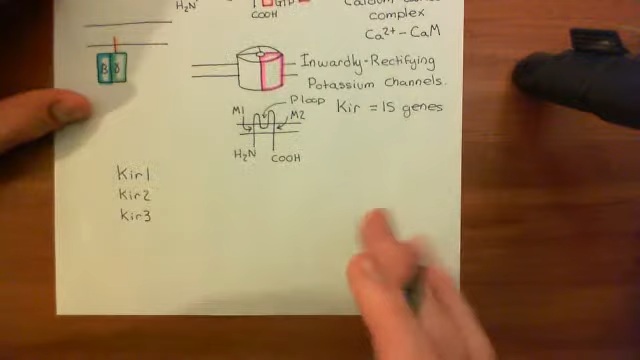 H₂N
GTP
COOH
complex
Ca²⁺ - CaM
B γ
Inwardly-Rectifying
Potassium Channels.
P loop
M1
M2
Kir = 15 genes
H₂N
COOH
Kir1
Kir2
Kir3